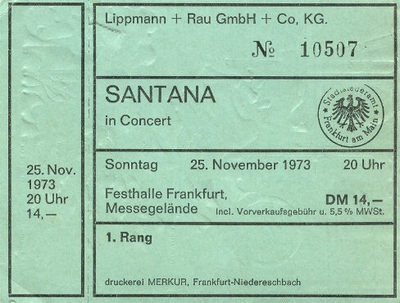 Lippmann + Rau GmbH + Co, KG.
№ 10507
SANTANA
in Concert
Stadtsteueramt
Frankfurt am Main
25. Nov.
1973
20 Uhr
14,—
Sonntag 25. November 1973 20 Uhr
Festhalle Frankfurt, DM 14,—
Messegelände incl. Vorverkaufsgebühr u. 5,5% MWSt.
1. Rang
druckerei MERKUR, Frankfurt-Niedereschbach